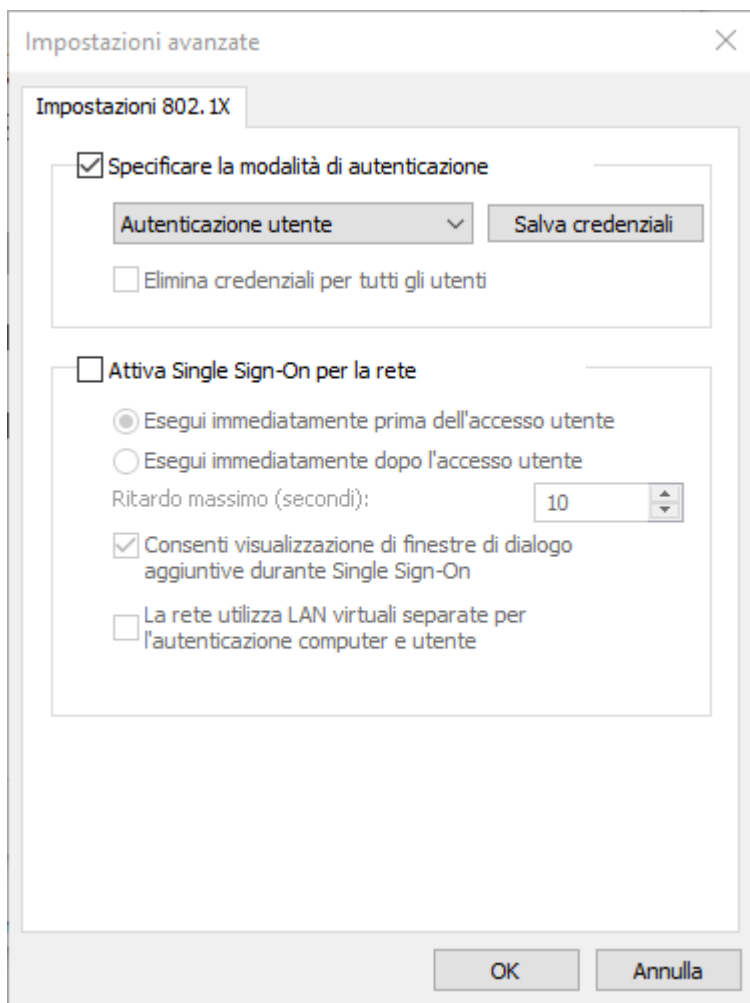 Impostazioni avanzate
Impostazioni 802.1X
Specificare la modalità di autenticazione
Autenticazione utente
Salva credenziali
Elimina credenziali per tutti gli utenti
Attiva Single Sign-On per la rete
Esegui immediatamente prima dell'accesso utente
Esegui immediatamente dopo l'accesso utente
Ritardo massimo (secondi):
10
Consenti visualizzazione di finestre di dialogo
aggiuntive durante Single Sign-On
La rete utilizza LAN virtuali separate per
l'autenticazione computer e utente
OK
Annulla